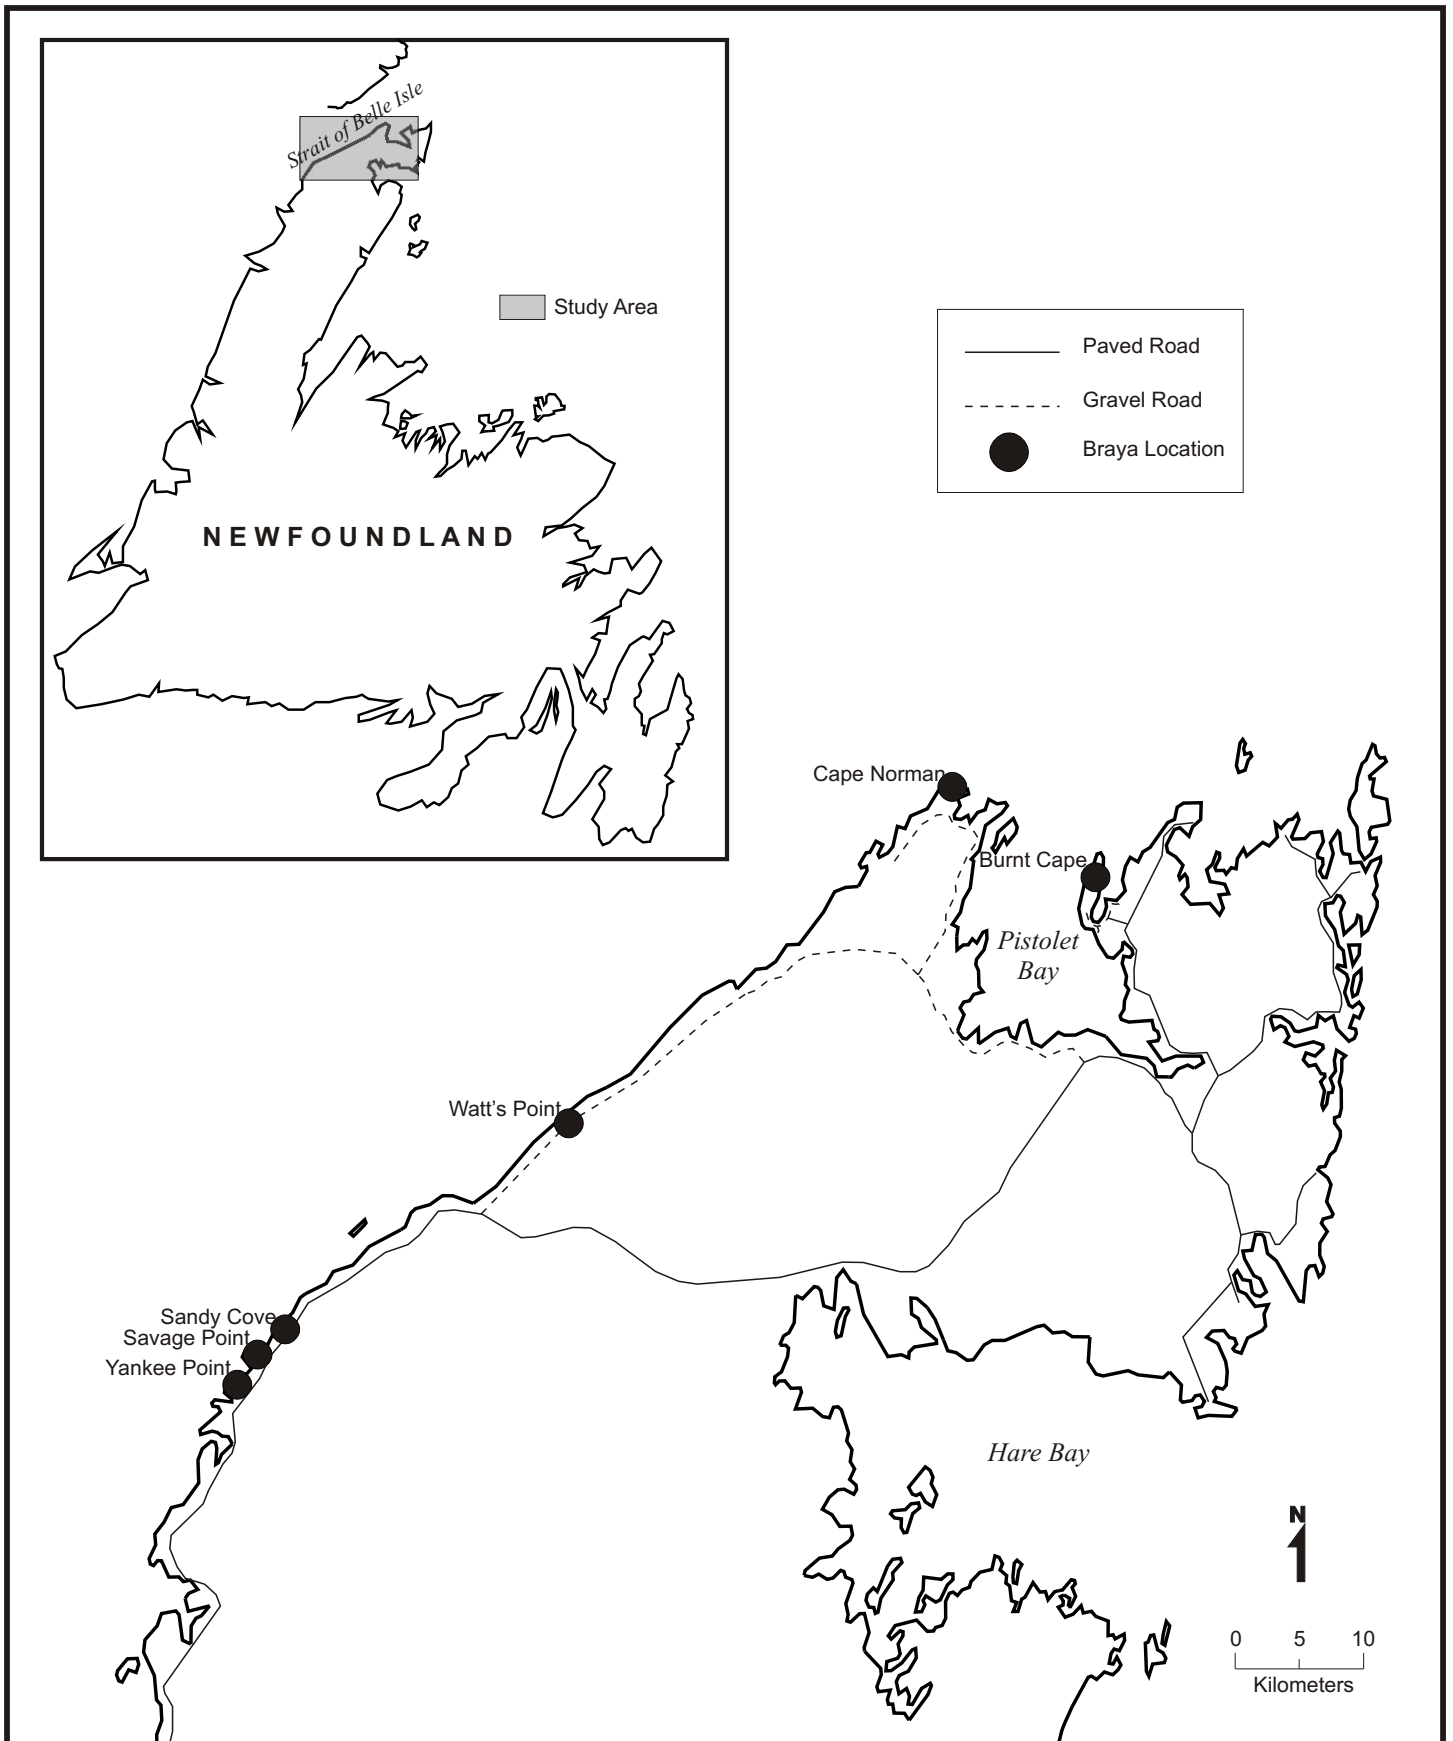 Strait of Belle Isle
Study Area
NEWFOUNDLAND
Paved Road
Gravel Road
Braya Location
Cape Norman
Burnt Cape
Pistolet
Bay
Watt's Point
Sandy Cove
Savage Point
Yankee Point
Hare Bay
N
0 5 10
Kilometers